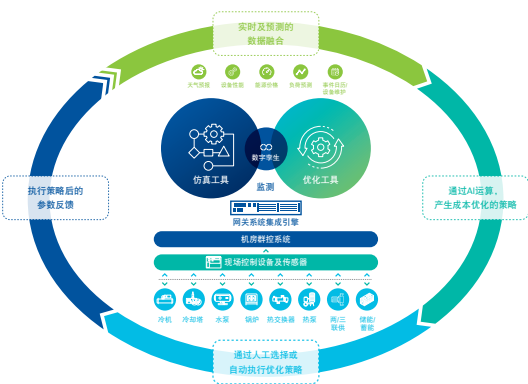 实时及预测的
数据融合
天气预报
设备性能
能源价格
负荷预测
事件日历/
设备维护
仿真工具
数字孪生
优化工具
监测
执行策略后的
参数反馈
通过AI运算，
产生成本优化的策略
网关系统集成引擎
机房群控系统
现场控制设备及传感器
冷机
冷却塔
水泵
锅炉
热交换器
热泵
两/三
联供
储能/
蓄能
通过人工选择或
自动执行优化策略